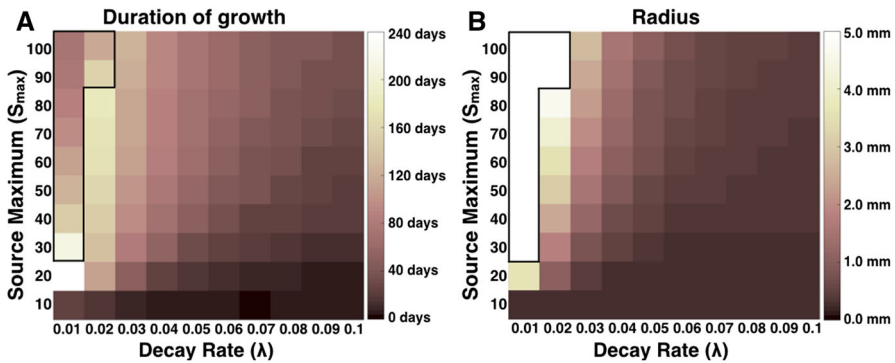 A
Duration of growth
Source Maximum (Smax)
100
90
80
70
60
50
40
30
20
10
0.01 0.02 0.03 0.04 0.05 0.06 0.07 0.08 0.09 0.1
Decay Rate (λ)
240 days
240 days
160 days
120 days
80 days
40 days
0 days
B
Radius
Source Maximum (Smax)
100
90
80
70
60
50
40
30
20
10
0.01 0.02 0.03 0.04 0.05 0.06 0.07 0.08 0.09 0.1
Decay Rate (λ)
5.0 mm
4.0 mm
3.0 mm
2.0 mm
1.0 mm
0.0 mm